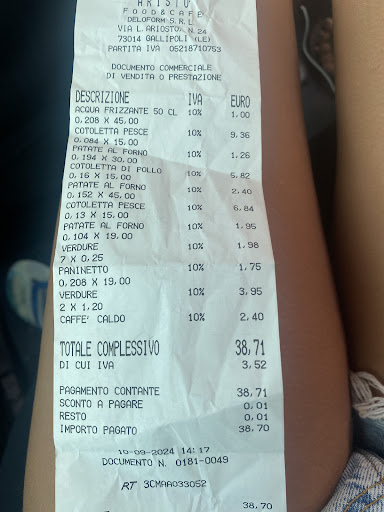 ARISTO'
FOOD&CAFE'
DELOFORM S.R.L.
VIA L.ARIOSTO, N.24
73014 GALLIPOLI (LE)
PARTITA IVA 05218710753
DOCUMENTO COMMERCIALE
DI VENDITA O PRESTAZIONE
DESCRIZIONE IVA EURO
ACQUA FRIZZANTE 50 CL 10% 1,00
0,208 X 45,00
COTOLETTA PESCE 10% 9,36
0,084 X 15,00
PATATE AL FORNO 10% 1,26
0,194 X 30,00
COTOLETTA DI POLLO 10% 5,82
0,16 X 15,00
PATATE AL FORNO 10% 2,40
0,152 X 45,00
COTOLETTA PESCE 10% 6,84
0,13 X 15,00
PATATE AL FORNO 10% 1,95
0,104 X 19,00
VERDURE 10% 1,98
7 X 0,25
PANINETTO 10% 1,75
0,208 X 19,00
VERDURE 10% 3,95
2 X 1,20
CAFFE' CALDO 10% 2,40
TOTALE COMPLESSIVO 38,71
DI CUI IVA 3,52
PAGAMENTO CONTANTE 38,71
SCONTO A PAGARE 0,01
RESTO 0,01
IMPORTO PAGATO 38,70
10-09-2024 14:17
DOCUMENTO N. 0181-0049
RT 3CMAA033052
38,70